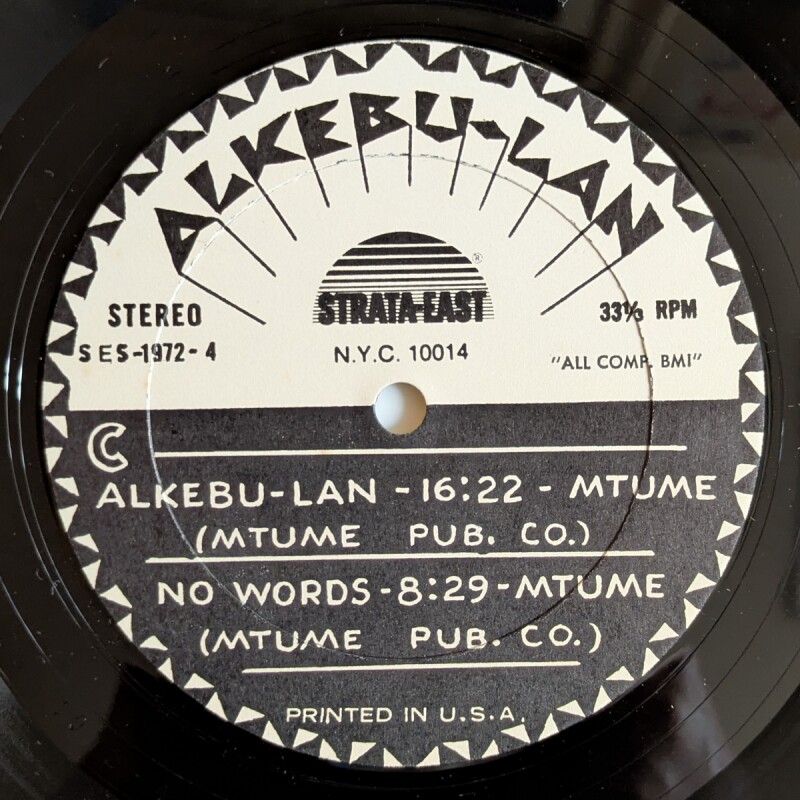 ALKEBU-LAN
STRATA-EAST ®
STEREO
33⅓ RPM
SES-1972-4
N.Y.C. 10014
"ALL COMP. BMI"
C
ALKEBU-LAN - 16:22 - MTUME
(MTUME PUB. CO.)
NO WORDS - 8:29 - MTUME
(MTUME PUB. CO.)
PRINTED IN U.S.A.